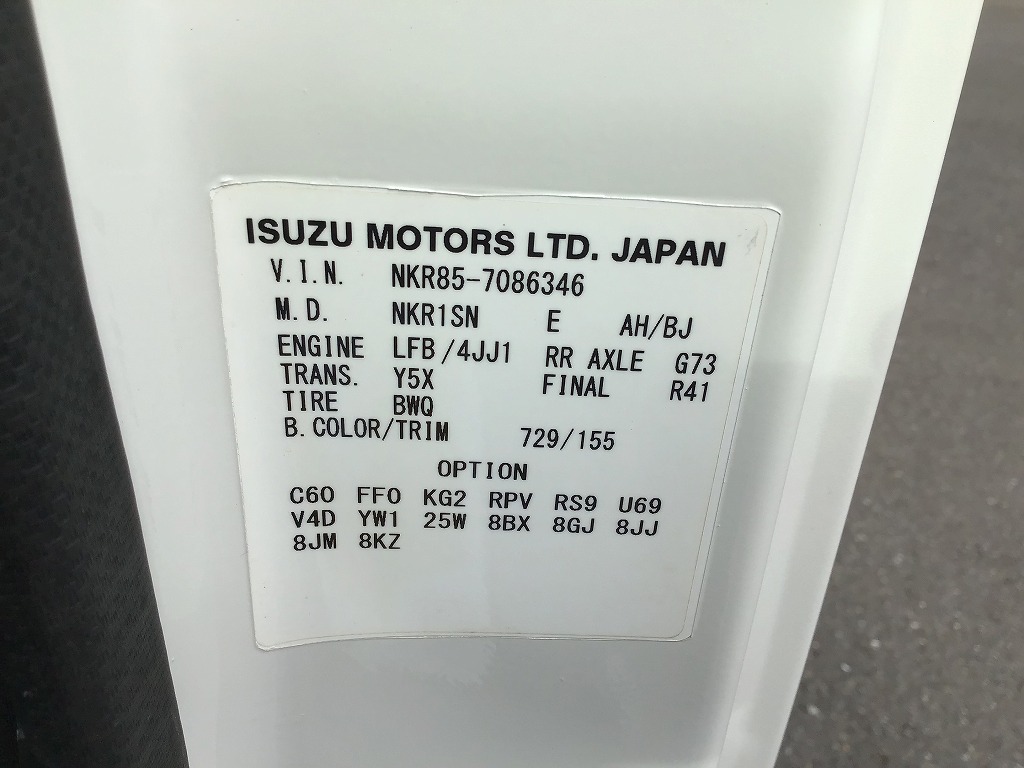 ISUZU MOTORS LTD. JAPAN
V.I.N. NKR85-7086346
M.D. NKR1SN E AH/BJ
ENGINE LFB/4JJ1 RR AXLE G73
TRANS. Y5X FINAL R41
TIRE BWQ
B.COLOR/TRIM 729/155
OPTION
C60 FF0 KG2 RPV RS9 U69
V4D YW1 25W 8BX 8GJ 8JJ
8JM 8KZ